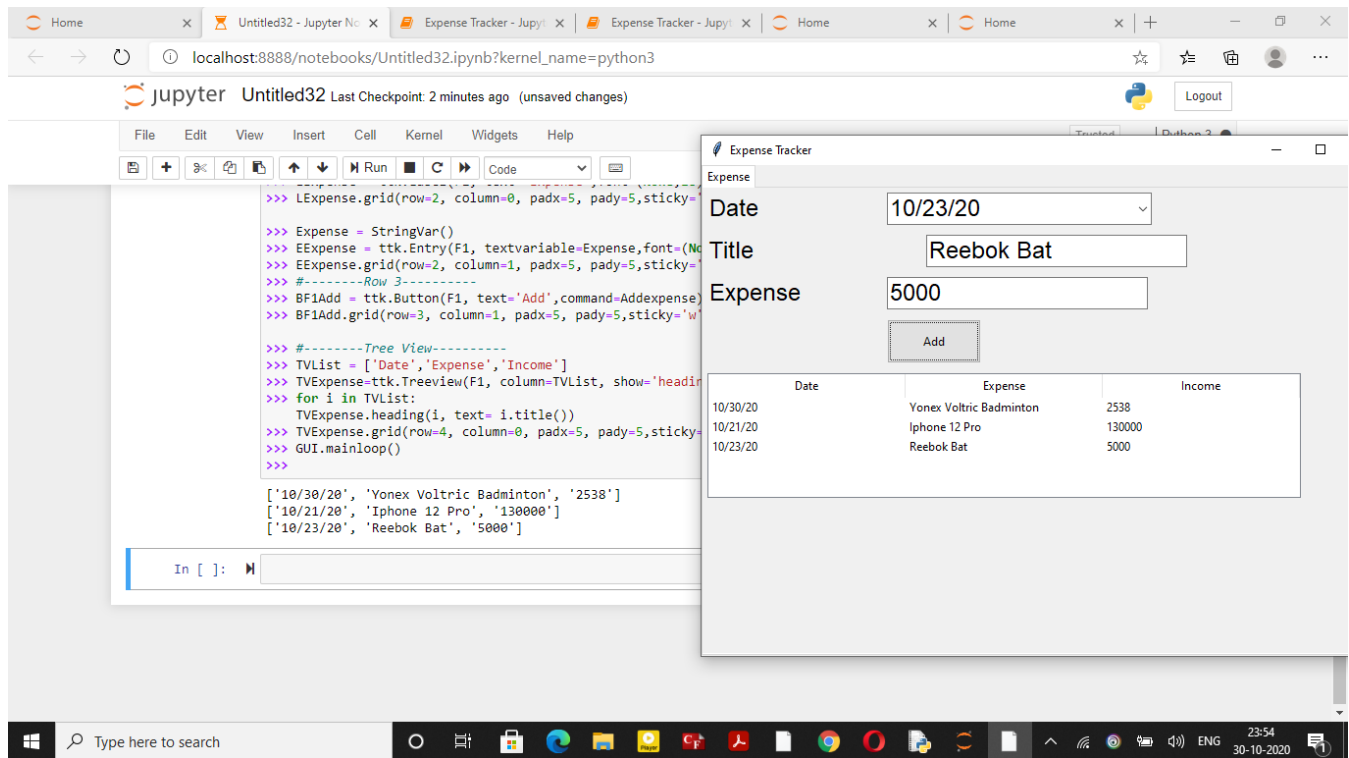 Home
Untitled32 - Jupyter No
Expense Tracker - Jupyt
Expense Tracker - Jupyt
Home
Home
localhost:8888/notebooks/Untitled32.ipynb?kernel_name=python3
jupyter Untitled32 Last Checkpoint: 2 minutes ago (unsaved changes)
Logout
File Edit View Insert Cell Kernel Widgets Help
Trusted
Python 3
Run
Code
>>> LExpense.grid(row=2, column=0, padx=5, pady=5,sticky='
>>> Expense = StringVar()
>>> EExpense = ttk.Entry(F1, textvariable=Expense,font=(No
>>> EExpense.grid(row=2, column=1, padx=5, pady=5,sticky='
>>> #--------Row 3----------
>>> BF1Add = ttk.Button(F1, text='Add',command=Addexpense)
>>> BF1Add.grid(row=3, column=1, padx=5, pady=5,sticky='w'
>>> #--------Tree View----------
>>> TVList = ['Date','Expense','Income']
>>> TVExpense=ttk.Treeview(F1, column=TVList, show='headin
>>> for i in TVList:
TVExpense.heading(i, text= i.title())
>>> TVExpense.grid(row=4, column=0, padx=5, pady=5,sticky=
>>> GUI.mainloop()
>>>
['10/30/20', 'Yonex Voltric Badminton', '2538']
['10/21/20', 'Iphone 12 Pro', '130000']
['10/23/20', 'Reebok Bat', '5000']
In [ ]:
Expense Tracker
Expense
Date 10/23/20
Title Reebok Bat
Expense 5000
Add
Date Expense Income
10/30/20 Yonex Voltric Badminton 2538
10/21/20 Iphone 12 Pro 130000
10/23/20 Reebok Bat 5000
Type here to search
Player
CF
ENG
23:54
30-10-2020
1